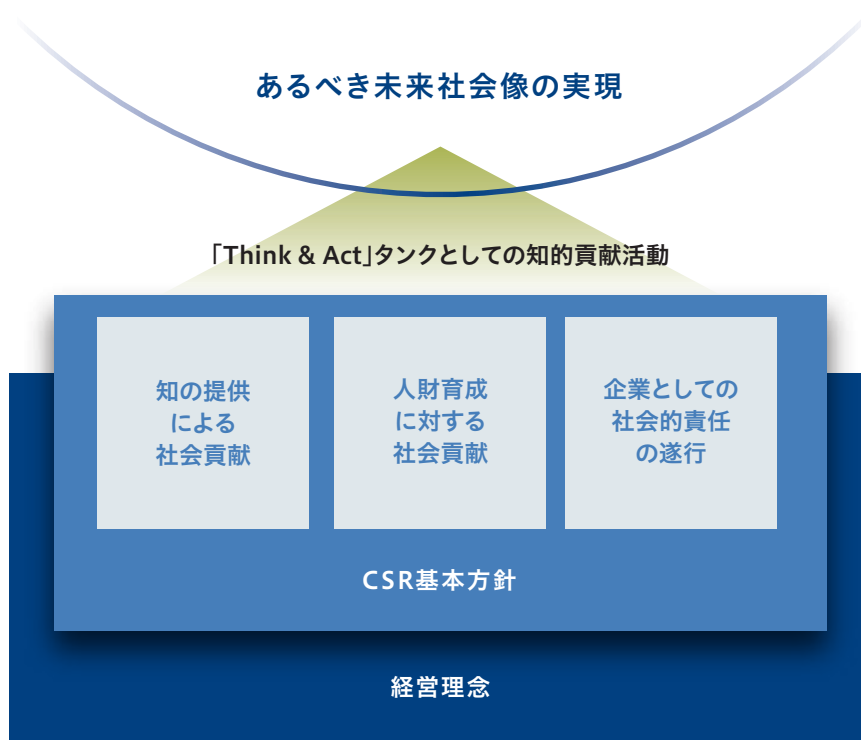 あるべき未来社会像の実現
「Think & Act」タンクとしての知的貢献活動
知の提供
による
社会貢献
人財育成
に対する
社会貢献
企業としての
社会的責任
の遂行
CSR基本方針
経営理念